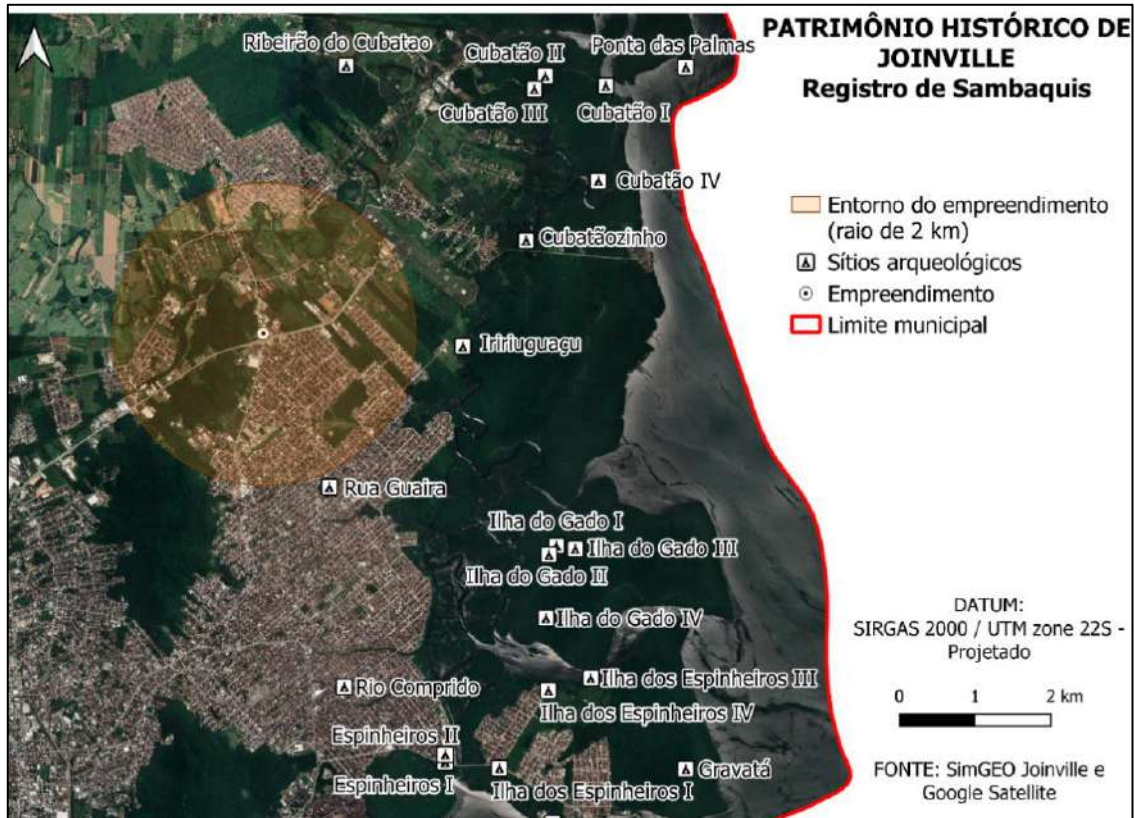 PATRIMÔNIO HISTÓRICO DE
JOINVILLE
Registro de Sambaquis
Ribeirão do Cubatao
Cubatão II
Ponta das Palmas
Cubatão III
Cubatão I
Cubatão IV
Cubatãozinho
Iririuguaçu
Rua Guaira
Ilha do Gado I
Ilha do Gado III
Ilha do Gado II
Ilha do Gado IV
Ilha dos Espinheiros III
Rio Comprido
Ilha dos Espinheiros IV
Espinheiros II
Espinheiros I
Ilha dos Espinheiros I
Gravatá
Entorno do empreendimento
(raio de 2 km)
Sítios arqueológicos
Empreendimento
Limite municipal
DATUM:
SIRGAS 2000 / UTM zone 22S -
Projetado
0 1 2 km
FONTE: SimGEO Joinville e
Google Satellite